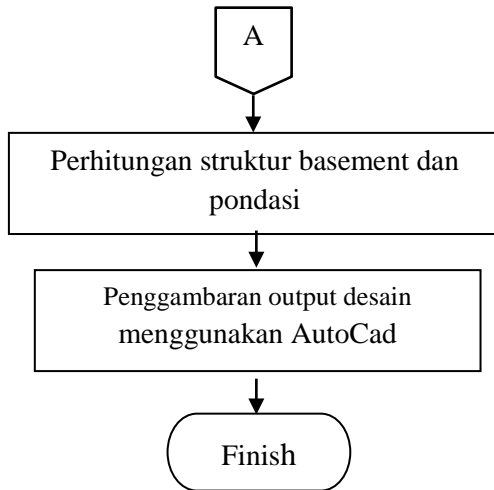 A
Perhitungan struktur basement dan
pondasi
Penggambaran output desain
menggunakan AutoCad
Finish